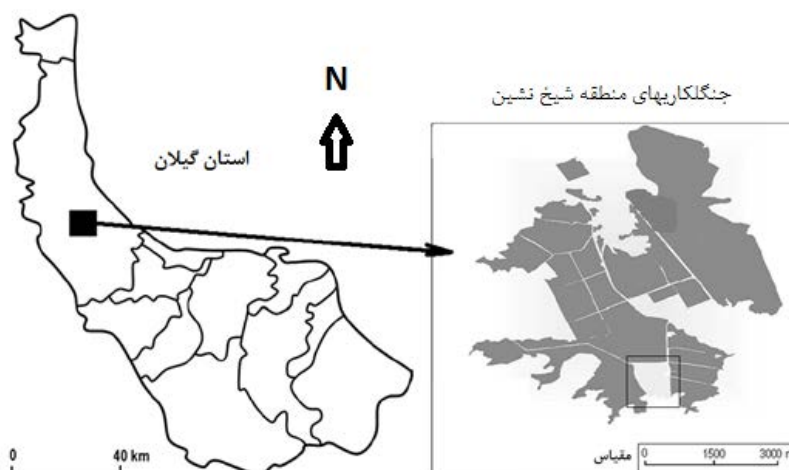 N
استان گیلان
جنگلکاریهای منطقه شیخ نشین
0 40 km
مقیاس 0 1500 3000 m